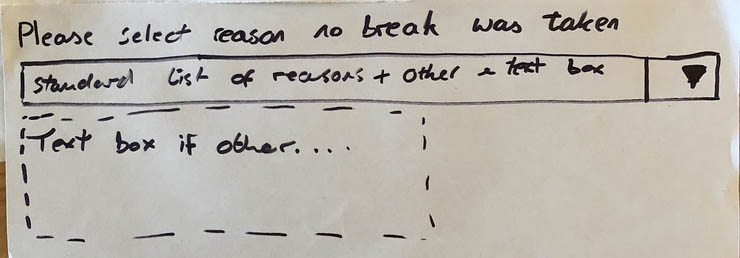 Please select reason no break was taken
Standard List of reasons + Other + text box
Text box if other....